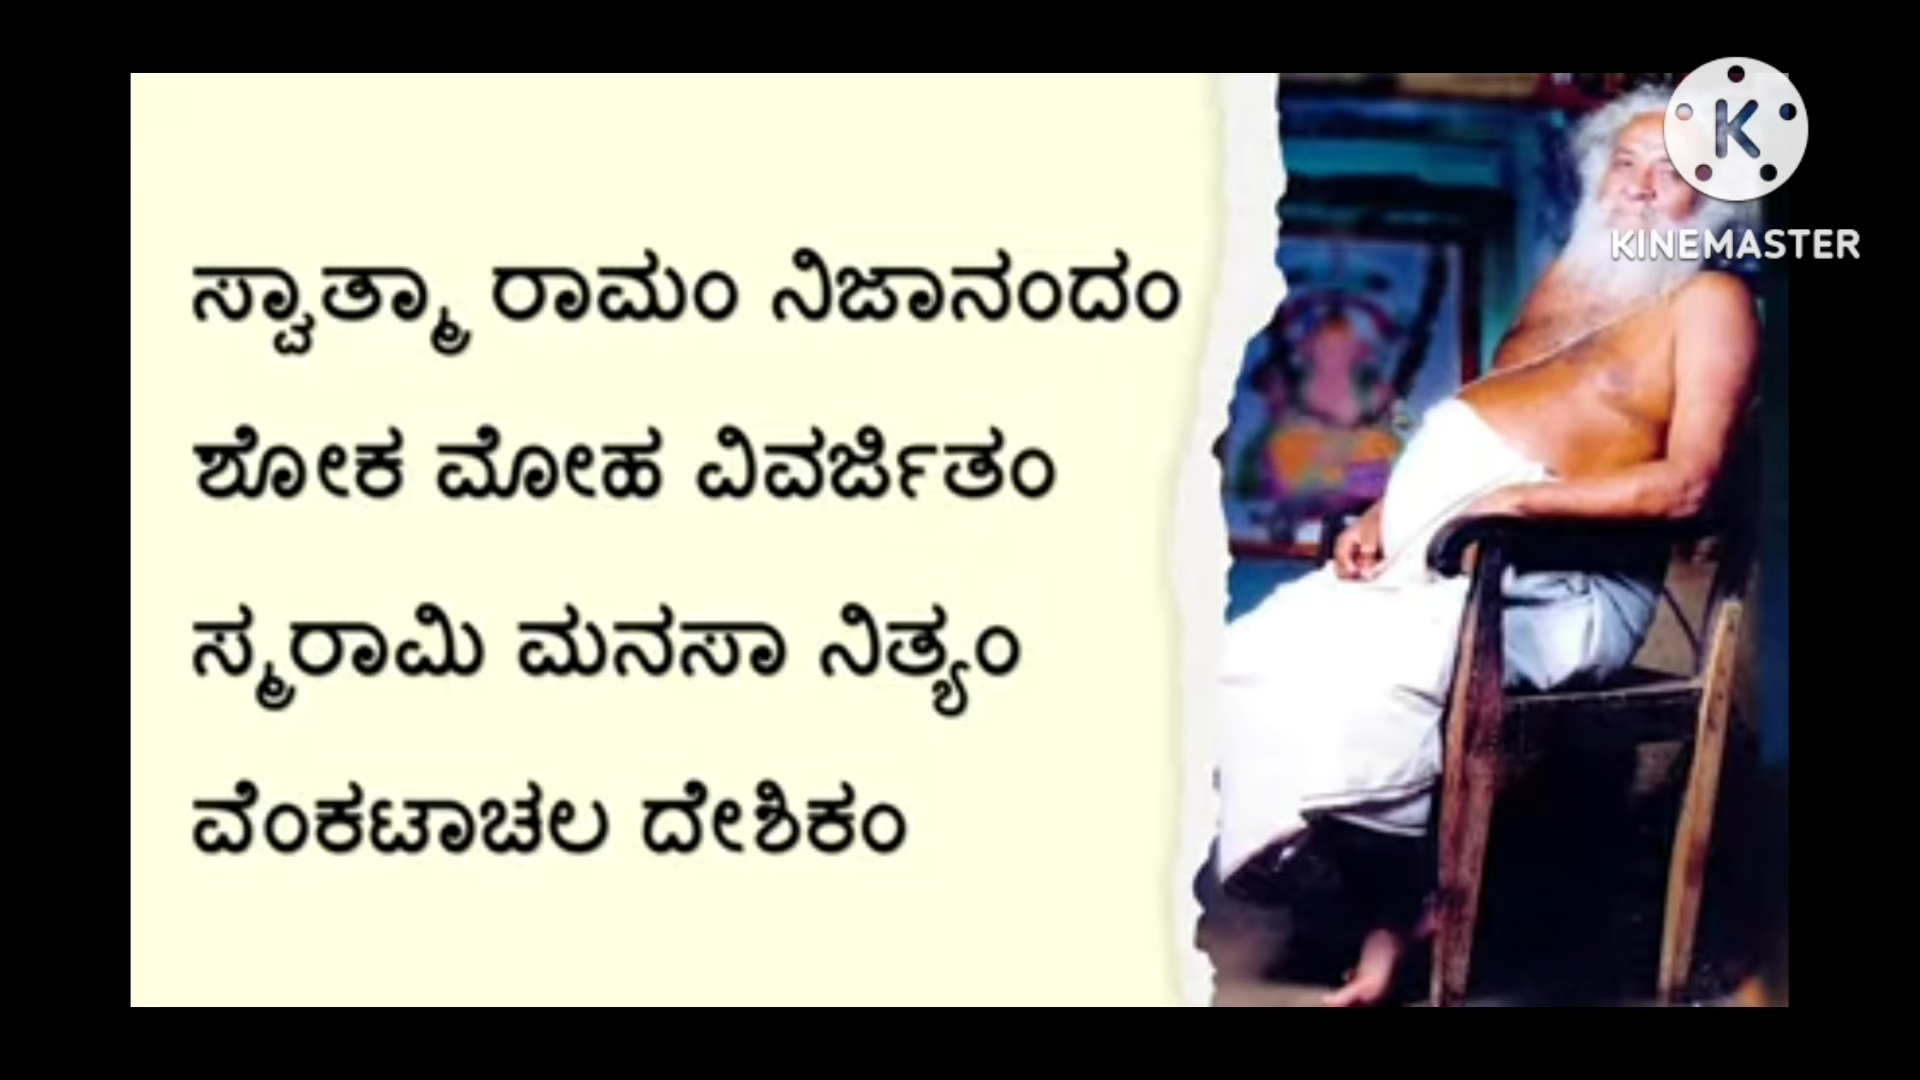 ಸ್ವಾತ್ಮಾ ರಾಮಂ ನಿಜಾನಂದಂ
ಶೋಕ ಮೋಹ ವಿವರ್ಜಿತಂ
ಸ್ಮರಾಮಿ ಮನಸಾ ನಿತ್ಯಂ
ವೆಂಕಟಾಚಲ ದೇಶಿಕಂ
K
KINEMASTER